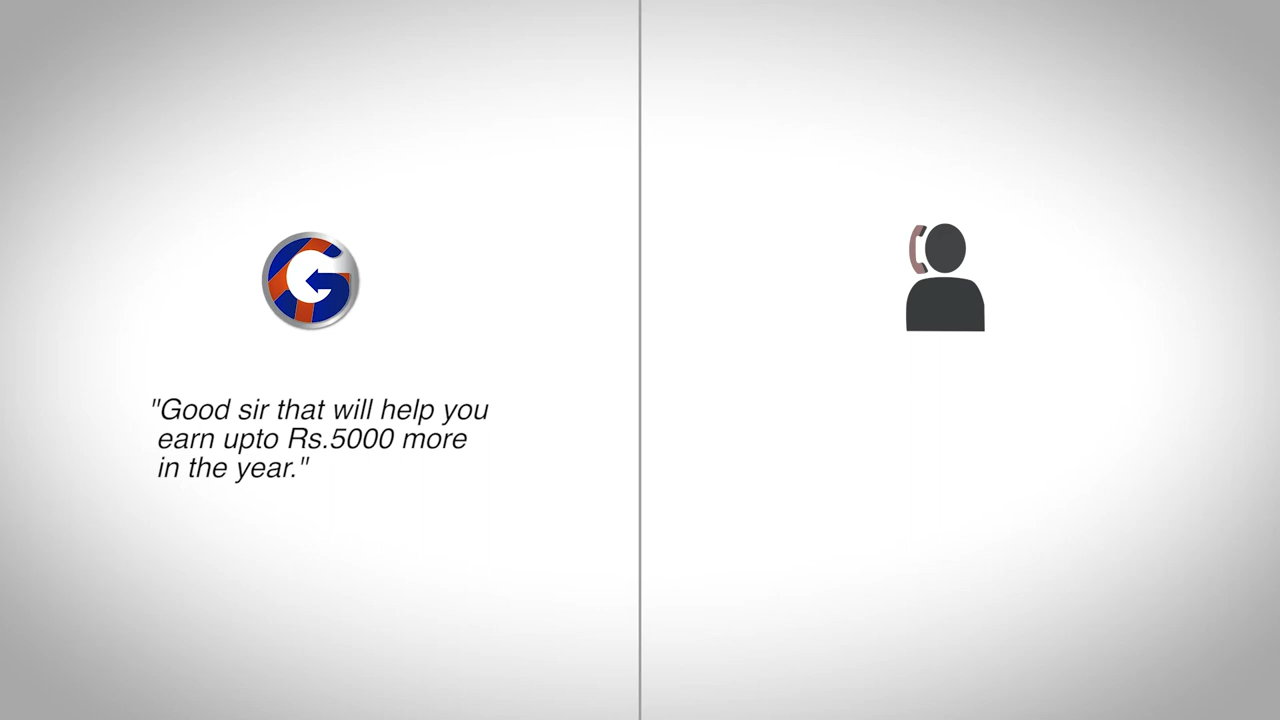 "Good sir that will help you
earn upto Rs.5000 more
in the year."